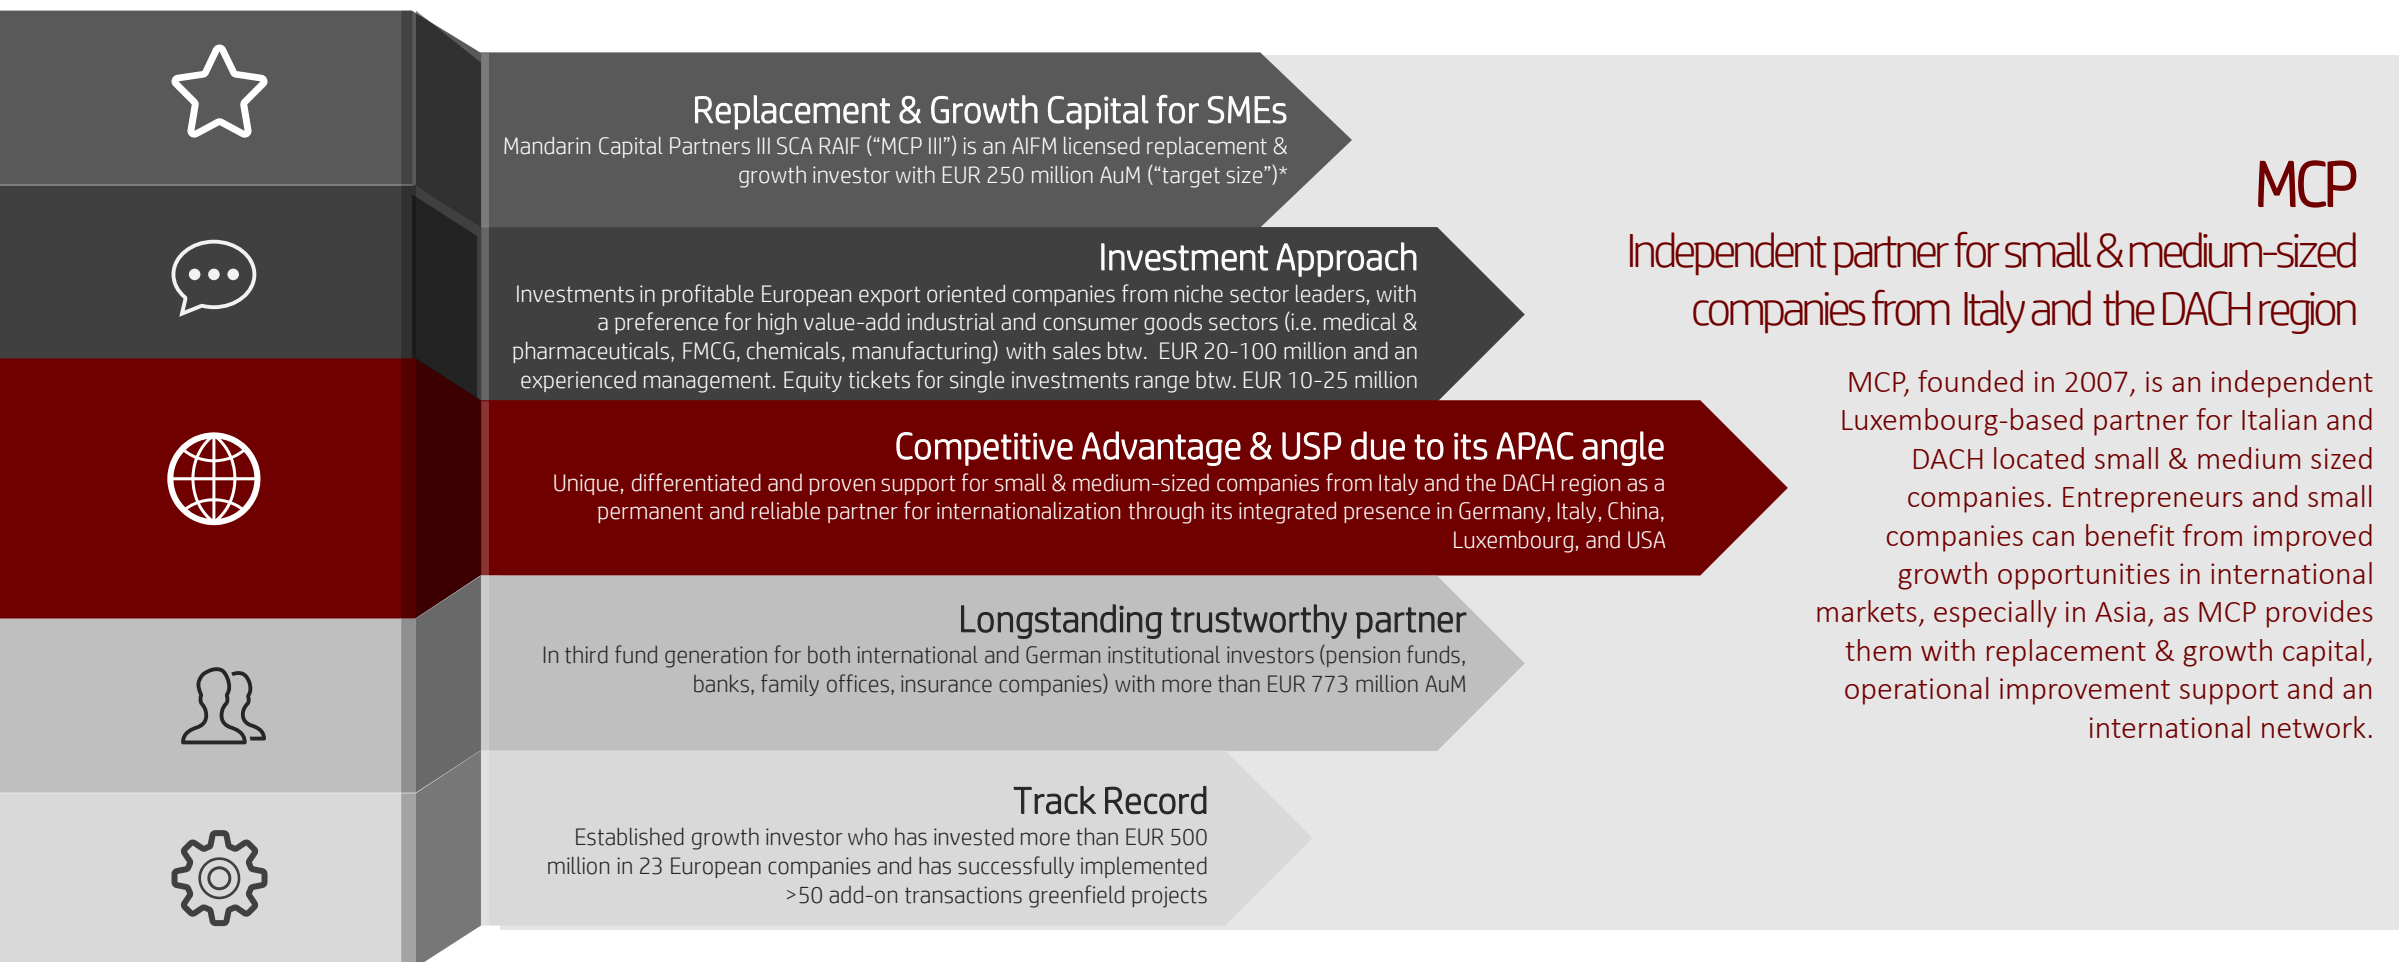 Replacement & Growth Capital for SMEs
Mandarin Capital Partners III SCA RAIF (“MCP III”) is an AIFM licensed replacement &
growth investor with EUR 250 million AuM (“target size”)*
Investment Approach
Investments in profitable European export oriented companies from niche sector leaders, with
a preference for high value-add industrial and consumer goods sectors (i.e. medical &
pharmaceuticals, FMCG, chemicals, manufacturing) with sales btw. EUR 20-100 million and an
experienced management. Equity tickets for single investments range btw. EUR 10-25 million
Competitive Advantage & USP due to its APAC angle
Unique, differentiated and proven support for small & medium-sized companies from Italy and the DACH region as a
permanent and reliable partner for internationalization through its integrated presence in Germany, Italy, China,
Luxembourg, and USA
Longstanding trustworthy partner
In third fund generation for both international and German institutional investors (pension funds,
banks, family offices, insurance companies) with more than EUR 773 million AuM
Track Record
Established growth investor who has invested more than EUR 500
million in 23 European companies and has successfully implemented
>50 add-on transactions greenfield projects
MCP
Independent partner for small & medium-sized
companies from Italy and the DACH region
MCP, founded in 2007, is an independent
Luxembourg-based partner for Italian and
DACH located small & medium sized
companies. Entrepreneurs and small
companies can benefit from improved
growth opportunities in international
markets, especially in Asia, as MCP provides
them with replacement & growth capital,
operational improvement support and an
international network.